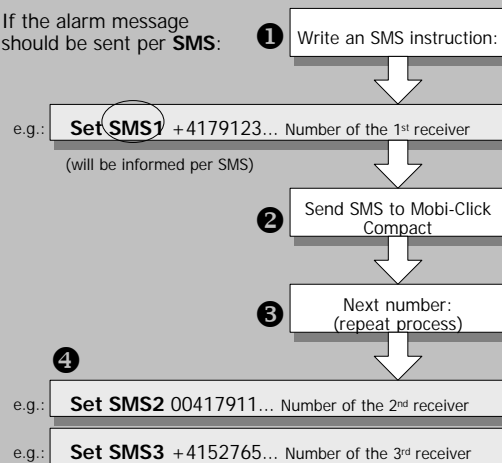 If the alarm message
should be sent per SMS:
❶ Write an SMS instruction:
e.g.: Set SMS1 +4179123... Number of the 1st receiver
(will be informed per SMS)
❷ Send SMS to Mobi-Click
Compact
❸ Next number:
(repeat process)
❹
e.g.: Set SMS2 00417911... Number of the 2nd receiver
e.g.: Set SMS3 +4152765... Number of the 3rd receiver